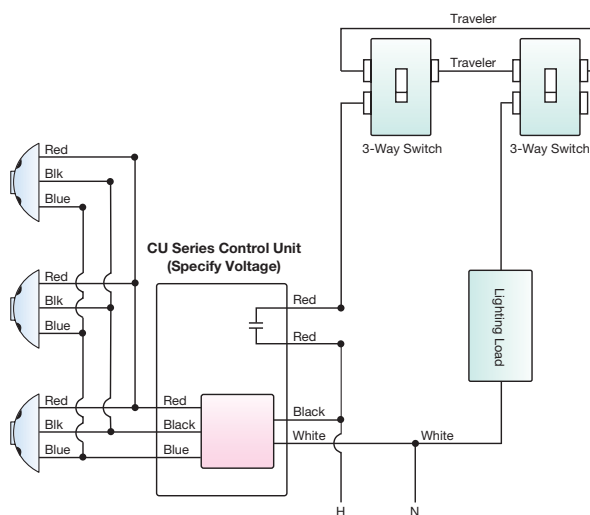 Traveler
Traveler
3-Way Switch
3-Way Switch
Red
Blk
Blue
CU Series Control Unit
(Specify Voltage)
Red
Blk
Blue
Red
Red
Lighting Load
Red
Blk
Blue
Red
Black
Blue
Black
White
White
H
N